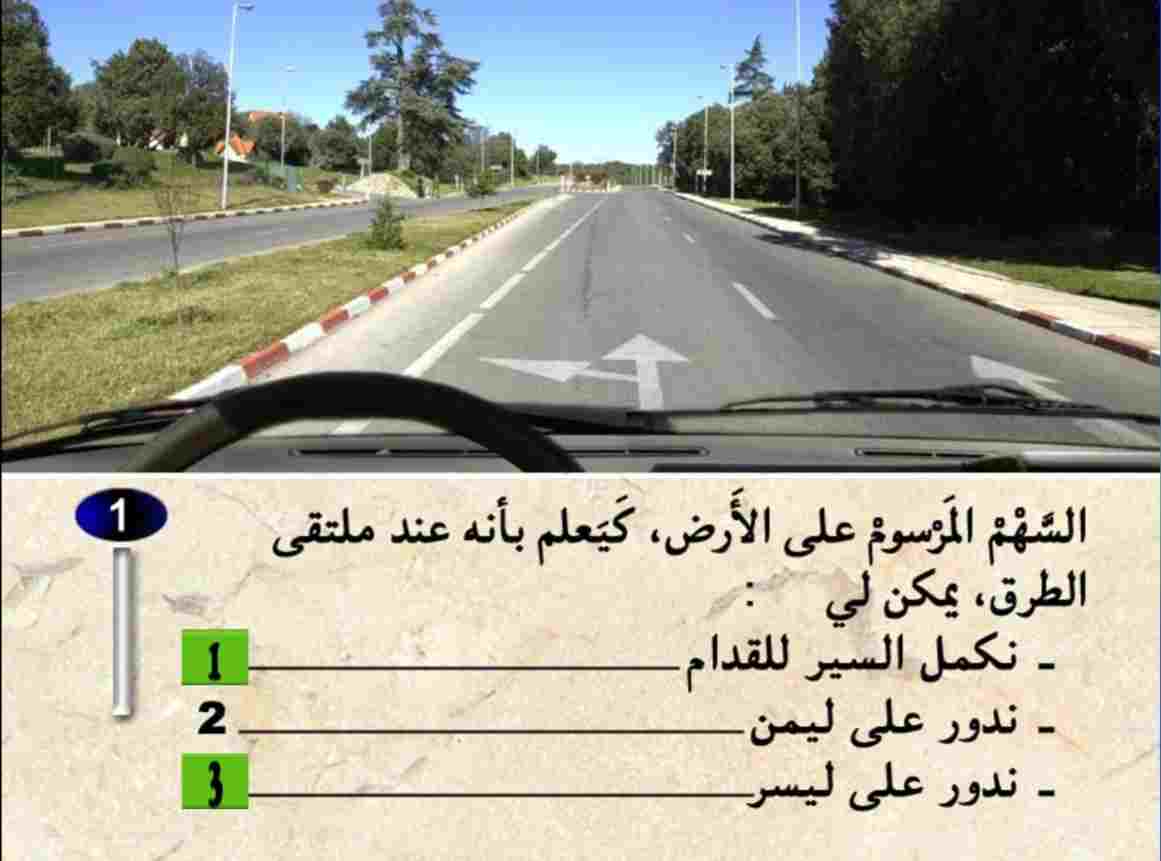 1
السَّهْمْ المَرْسومْ على الأَرض، كَيَعلم بأنه عند ملتقى
الطرق، يمكن لي :
ـ نكمل السير للقدام 1
ـ ندور على ليمن 2
ـ ندور على ليسر 3